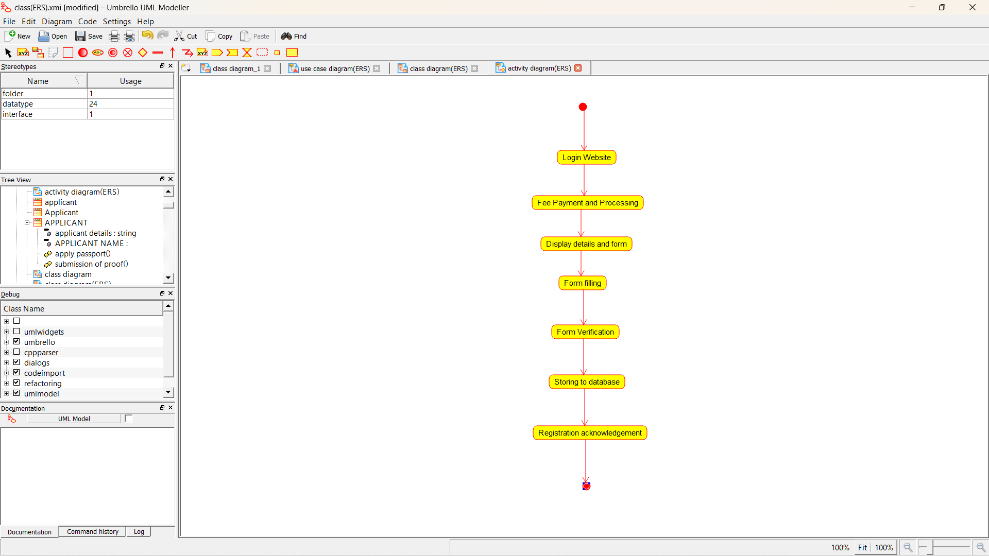 class(ERS).xmi [modified] – Umbrello UML Modeller
File Edit Diagram Code Settings Help
New Open Save Cut Copy Paste Find
Stereotypes
Name Usage
folder 1
datatype 24
interface 1
Tree View
activity diagram(ERS)
applicant
Applicant
APPLICANT
applicant details : string
APPLICANT NAME :
apply passport()
submission of proof()
class diagram
class diagram(ERS)
Debug
Class Name
umlwidgets
umbrello
cppparser
dialogs
codeimport
refactoring
umlmodel
Documentation
UML Model
Documentation Command history Log
class diagram_1 use case diagram(ERS) class diagram(ERS) activity diagram(ERS)
Login Website
Fee Payment and Processing
Display details and form
Form filling
Form Verification
Storing to database
Registration acknowledgement
100% Fit 100%